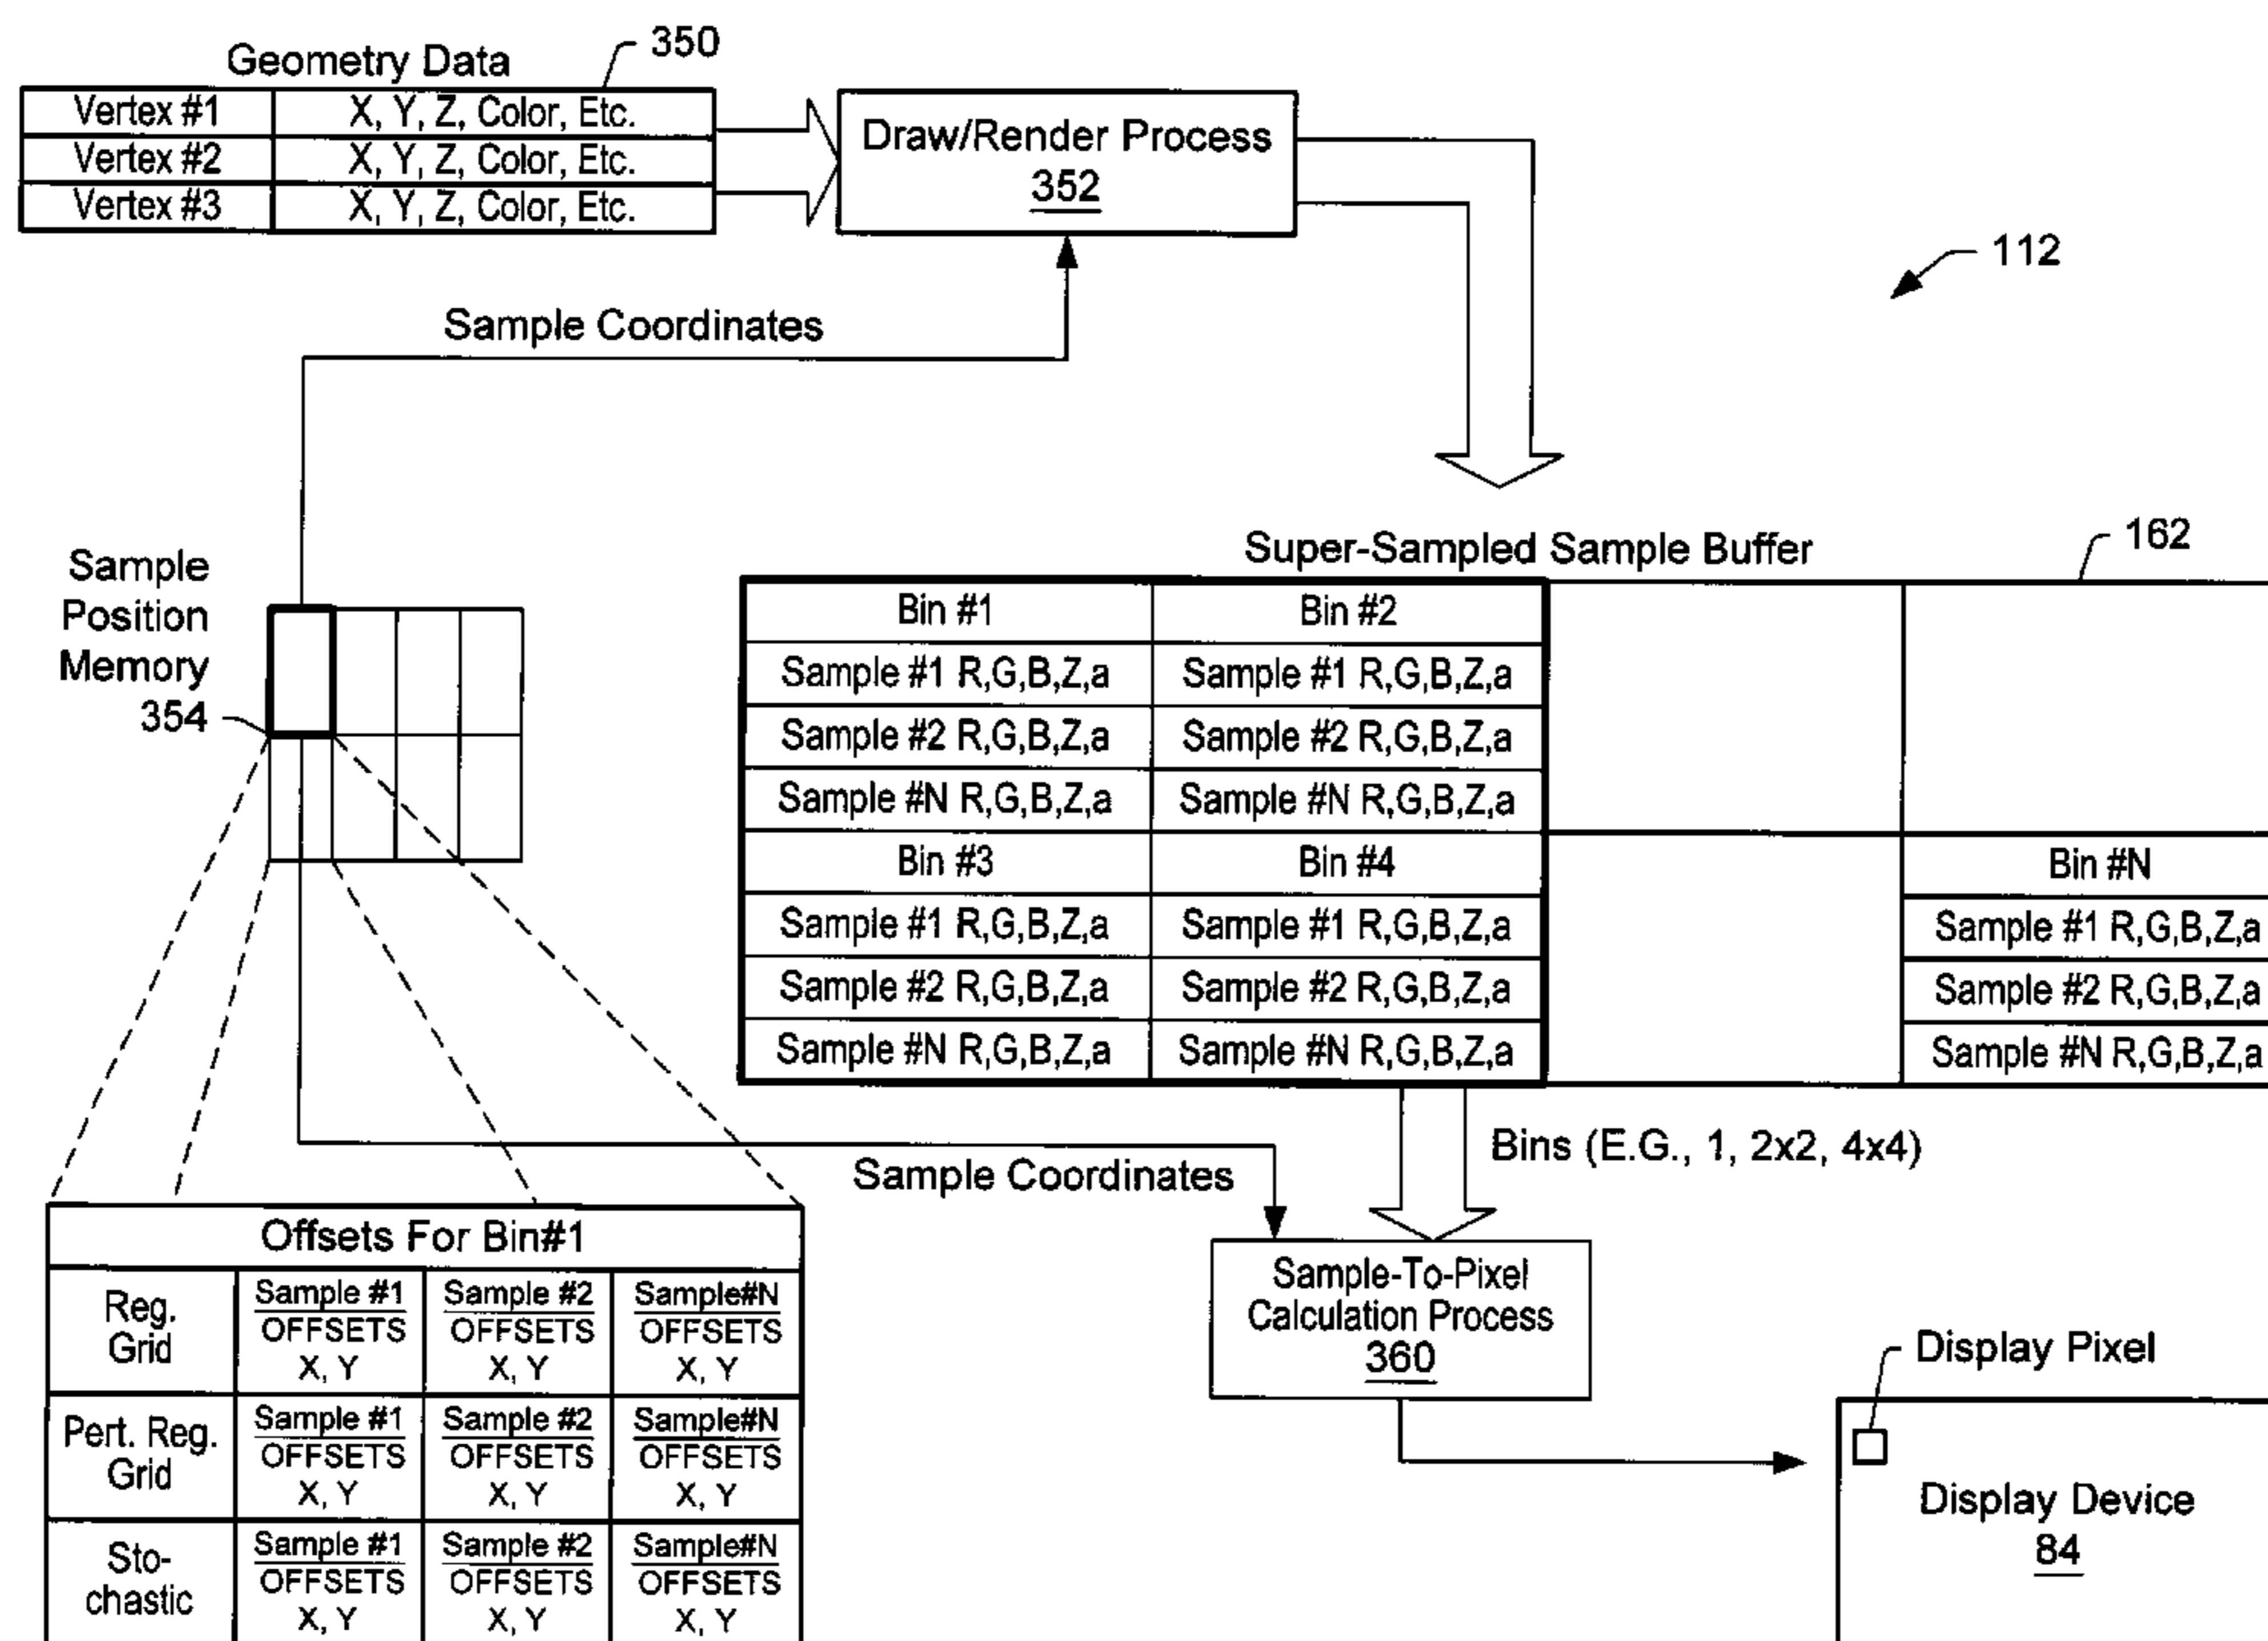 Geometry Data
350
Vertex #1 X, Y, Z, Color, Etc.
Vertex #2 X, Y, Z, Color, Etc.
Vertex #3 X, Y, Z, Color, Etc.
Draw/Render Process
352
112
Sample Coordinates
Sample
Position
Memory
354
Super-Sampled Sample Buffer
162
Bin #1 Bin #2
Sample #1 R,G,B,Z,a Sample #1 R,G,B,Z,a
Sample #2 R,G,B,Z,a Sample #2 R,G,B,Z,a
Sample #N R,G,B,Z,a Sample #N R,G,B,Z,a
Bin #3 Bin #4 Bin #N
Sample #1 R,G,B,Z,a Sample #1 R,G,B,Z,a Sample #1 R,G,B,Z,a
Sample #2 R,G,B,Z,a Sample #2 R,G,B,Z,a Sample #2 R,G,B,Z,a
Sample #N R,G,B,Z,a Sample #N R,G,B,Z,a Sample #N R,G,B,Z,a
Bins (E.G., 1, 2x2, 4x4)
Sample Coordinates
Offsets For Bin#1
Reg.
Grid
Sample #1 Sample #2 Sample#N
OFFSETS OFFSETS OFFSETS
X, Y X, Y X, Y
Pert. Reg.
Grid
Sample #1 Sample #2 Sample#N
OFFSETS OFFSETS OFFSETS
X, Y X, Y X, Y
Sto-
chastic
Sample #1 Sample #2 Sample#N
OFFSETS OFFSETS OFFSETS
X, Y X, Y X, Y
Sample-To-Pixel
Calculation Process
360
Display Pixel
Display Device
84